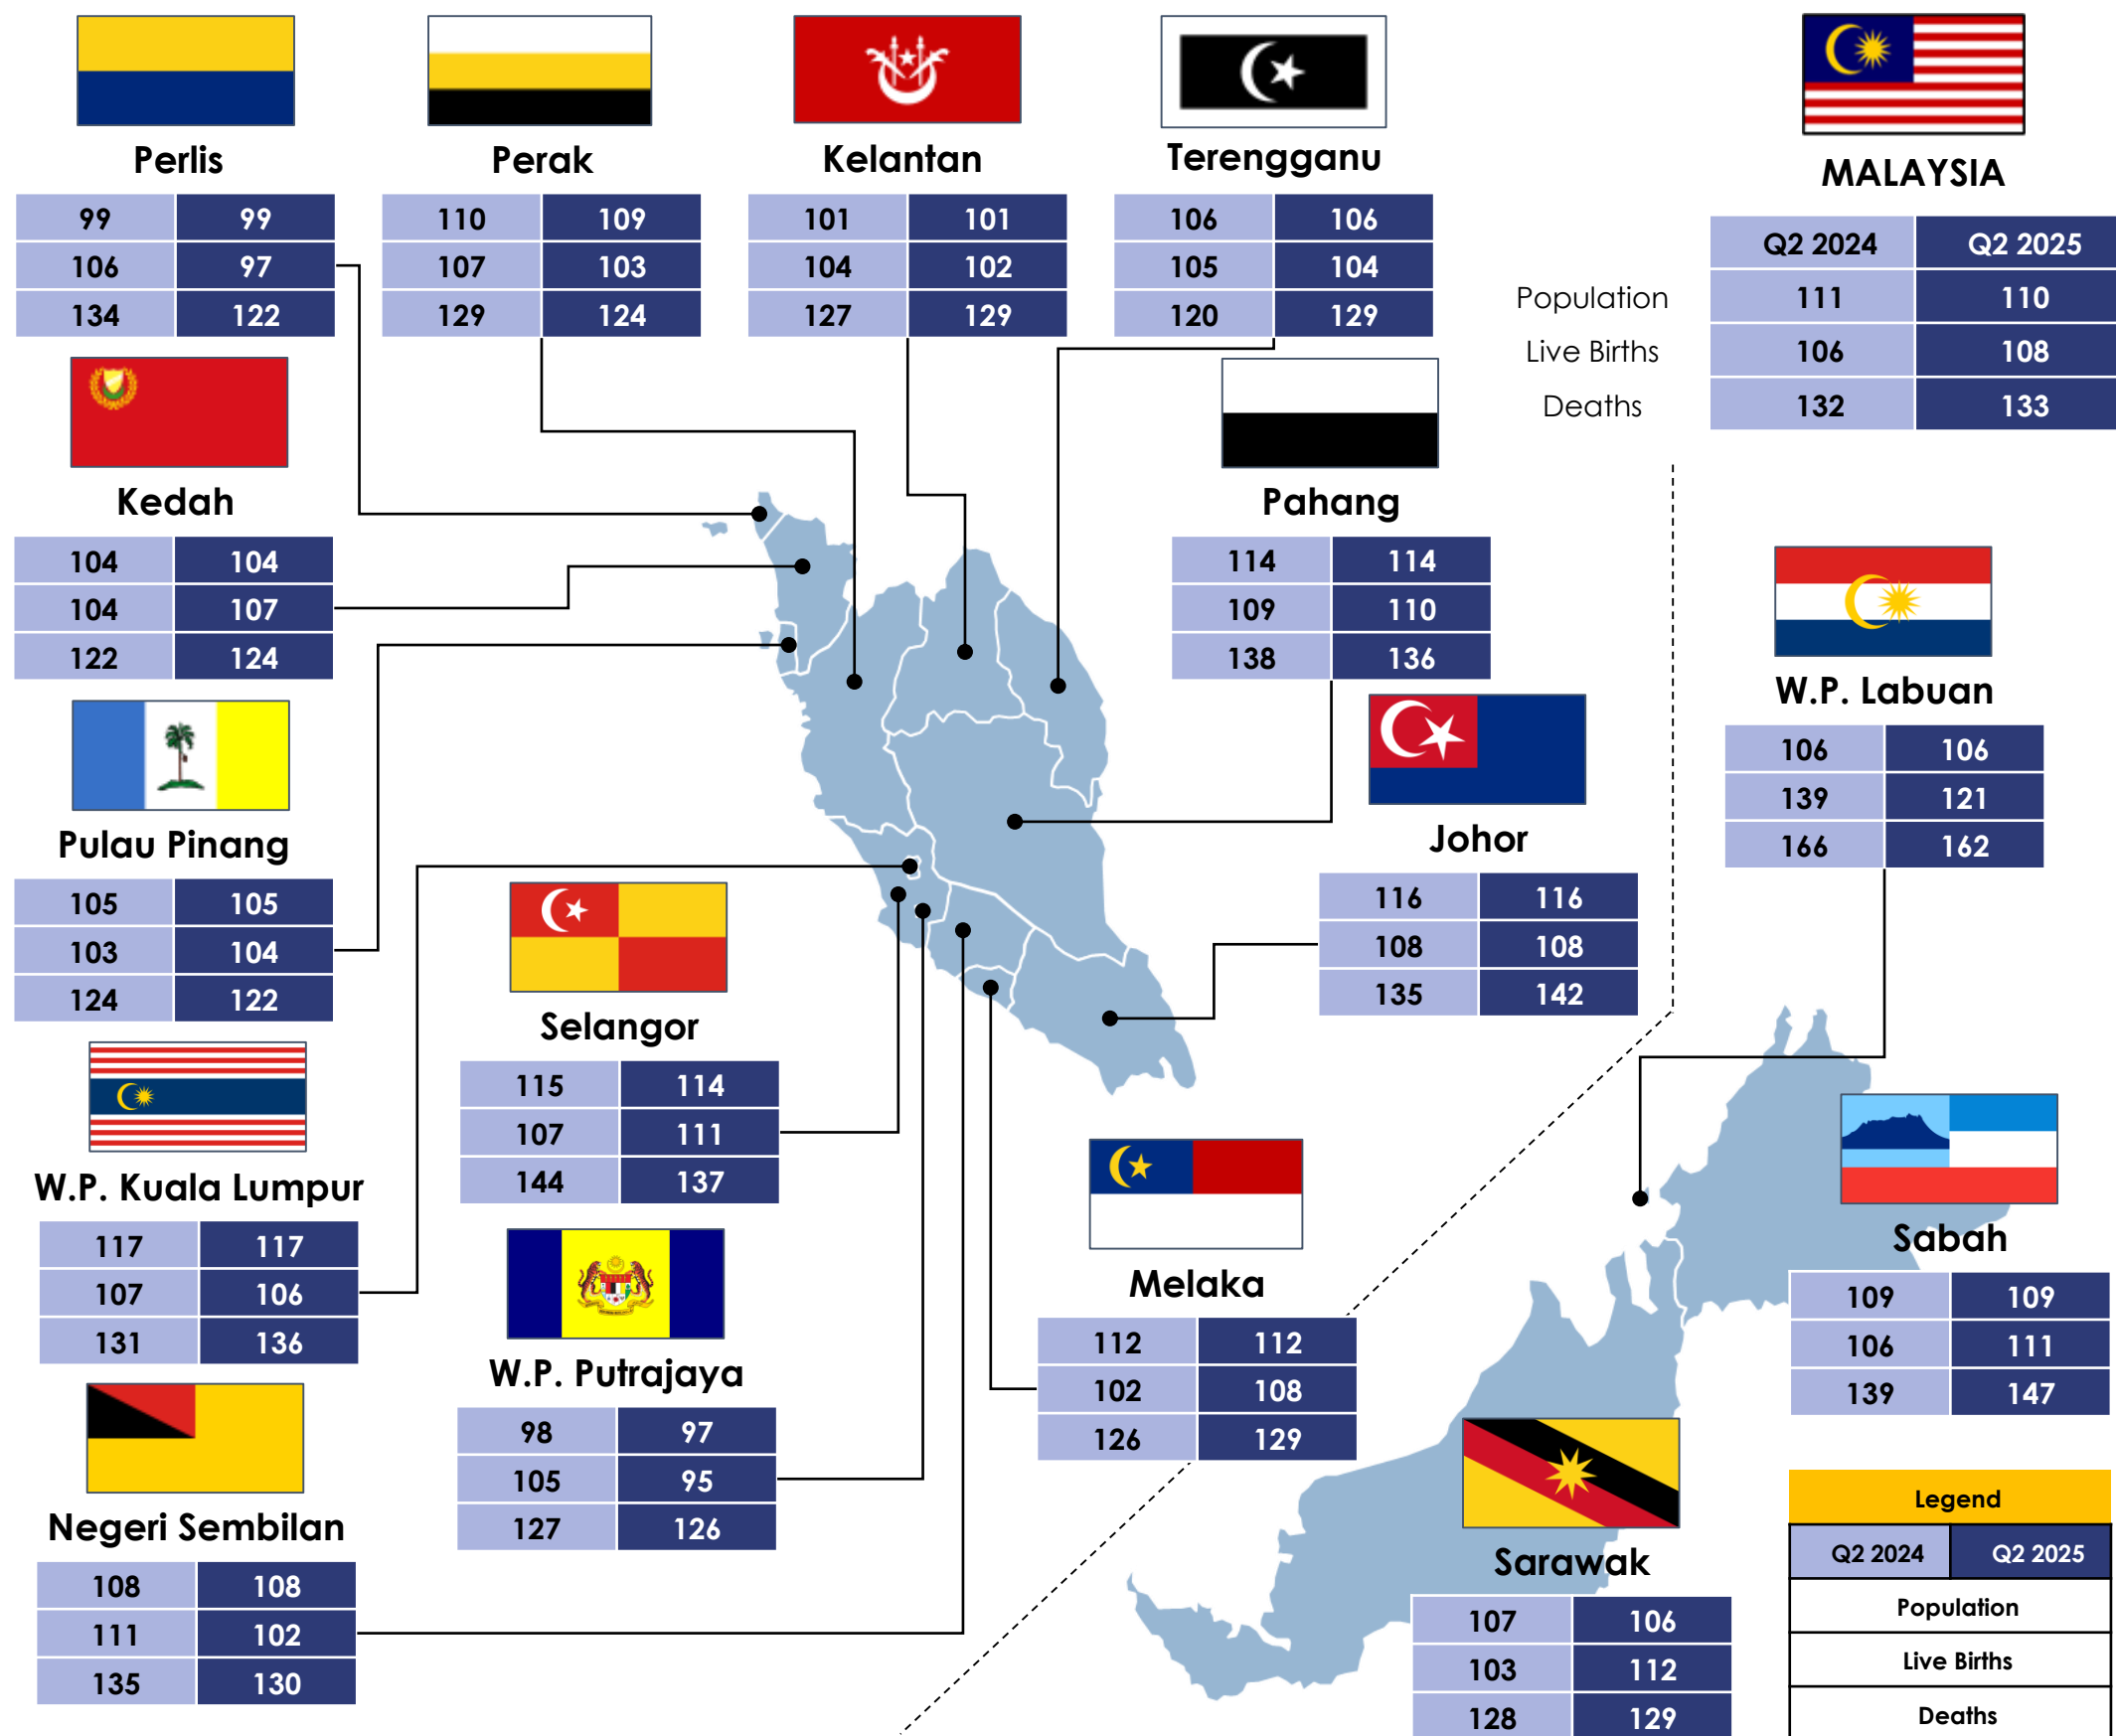 Perlis
99 99
106 97
134 122
Perak
110 109
107 103
129 124
Kelantan
101 101
104 102
127 129
Terengganu
106 106
105 104
120 129
MALAYSIA
Q2 2024 Q2 2025
Population 111 110
Live Births 106 108
Deaths 132 133
Kedah
104 104
104 107
122 124
Pahang
114 114
109 110
138 136
W.P. Labuan
106 106
139 121
166 162
Pulau Pinang
105 105
103 104
124 122
Johor
116 116
108 108
135 142
Selangor
115 114
107 111
144 137
W.P. Kuala Lumpur
117 117
107 106
131 136
W.P. Putrajaya
98 97
105 95
127 126
Melaka
112 112
102 108
126 129
Sabah
109 109
106 111
139 147
Negeri Sembilan
108 108
111 102
135 130
Sarawak
107 106
103 112
128 129
Legend
Q2 2024 Q2 2025
Population
Live Births
Deaths